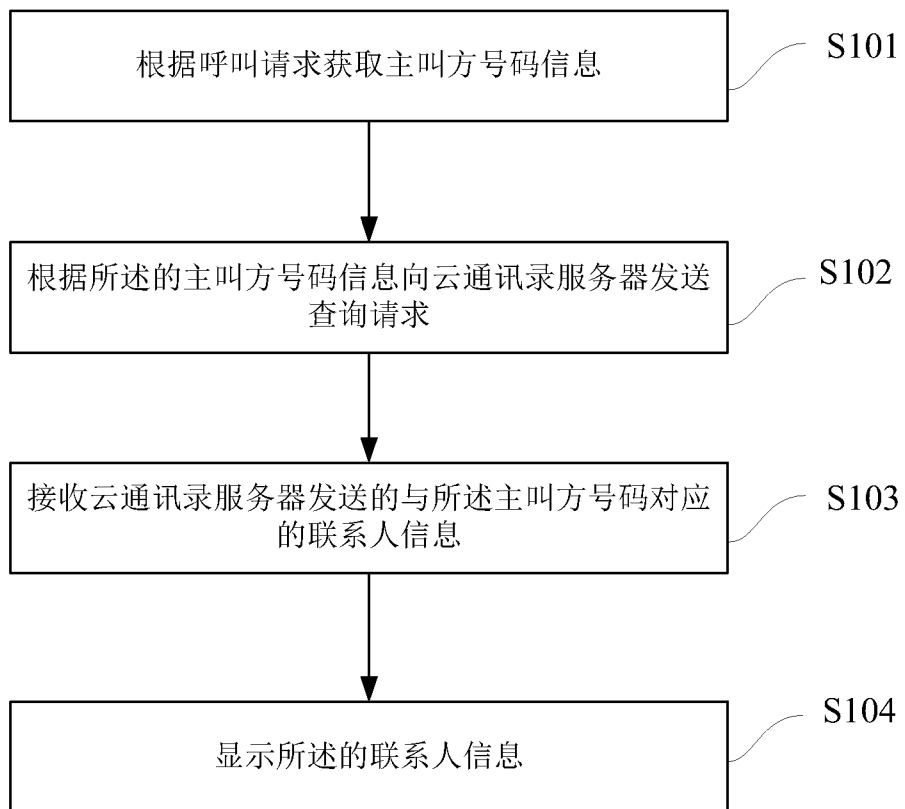 根据呼叫请求获取主叫方号码信息
S101
根据所述的主叫方号码信息向云通讯录服务器发送
查询请求
S102
接收云通讯录服务器发送的与所述主叫方号码对应
的联系人信息
S103
显示所述的联系人信息
S104